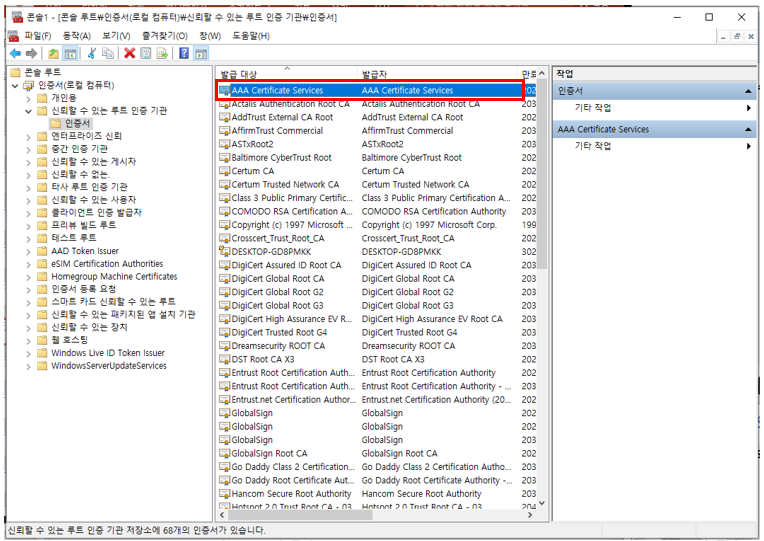 콘솔1 - [콘솔 루트\인증서(로컬 컴퓨터)\신뢰할 수 있는 루트 인증 기관\인증서]
파일(F) 동작(A) 보기(V) 즐겨찾기(O) 창(W) 도움말(H)
콘솔 루트
인증서(로컬 컴퓨터)
개인용
신뢰할 수 있는 루트 인증 기관
인증서
엔터프라이즈 신뢰
중간 인증 기관
신뢰할 수 있는 게시자
신뢰할 수 없는.
타사 루트 인증 기관
신뢰할 수 있는 사용자
클라이언트 인증 발급자
프리뷰 빌드 루트
테스트 루트
AAD Token Issuer
eSIM Certification Authorities
Homegroup Machine Certificates
인증서 등록 요청
스마트 카드 신뢰할 수 있는 루트
신뢰할 수 있는 패키지된 앱 설치 기관
신뢰할 수 있는 장치
웹 호스팅
Windows Live ID Token Issuer
WindowsServerUpdateServices
발급 대상 발급자 만료
AAA Certificate Services AAA Certificate Services 202
Actalis Authentication Root CA Actalis Authentication Root CA 203
AddTrust External CA Root AddTrust External CA Root 202
AffirmTrust Commercial AffirmTrust Commercial 203
ASTxRoot2 ASTxRoot2 203
Baltimore CyberTrust Root Baltimore CyberTrust Root 202
Certum CA Certum CA 202
Certum Trusted Network CA Certum Trusted Network CA 202
Class 3 Public Primary Certific... Class 3 Public Primary Certificatio... 202
COMODO RSA Certification A... COMODO RSA Certification Authority 203
Copyright (c) 1997 Microsoft ... Copyright (c) 1997 Microsoft Corp. 199
Crosscert_Trust_Root_CA Crosscert_Trust_Root_CA 203
DESKTOP-GD8PMKK DESKTOP-GD8PMKK 302
DigiCert Assured ID Root CA DigiCert Assured ID Root CA 203
DigiCert Global Root CA DigiCert Global Root CA 203
DigiCert Global Root G2 DigiCert Global Root G2 203
DigiCert Global Root G3 DigiCert Global Root G3 203
DigiCert High Assurance EV R... DigiCert High Assurance EV Root ... 203
DigiCert Trusted Root G4 DigiCert Trusted Root G4 203
Dreamsecurity ROOT CA Dreamsecurity ROOT CA 203
DST Root CA X3 DST Root CA X3 202
Entrust Root Certification Auth... Entrust Root Certification Authority 202
Entrust Root Certification Auth... Entrust Root Certification Authority - ... 203
Entrust.net Certification Author... Entrust.net Certification Authority (20... 202
GlobalSign GlobalSign 203
GlobalSign GlobalSign 202
GlobalSign GlobalSign 203
GlobalSign Root CA GlobalSign Root CA 202
Go Daddy Class 2 Certification... Go Daddy Class 2 Certification Autho... 203
Go Daddy Root Certificate Aut... Go Daddy Root Certificate Authority ... 203
Hancom Secure Root Authority Hancom Secure Root Authority 203
Hotspot 2.0 Trust Root CA - 03 Hotspot 2.0 Trust Root CA - 03 204
작업
인증서
기타 작업
AAA Certificate Services
기타 작업
신뢰할 수 있는 루트 인증 기관 저장소에 68개의 인증서가 있습니다.